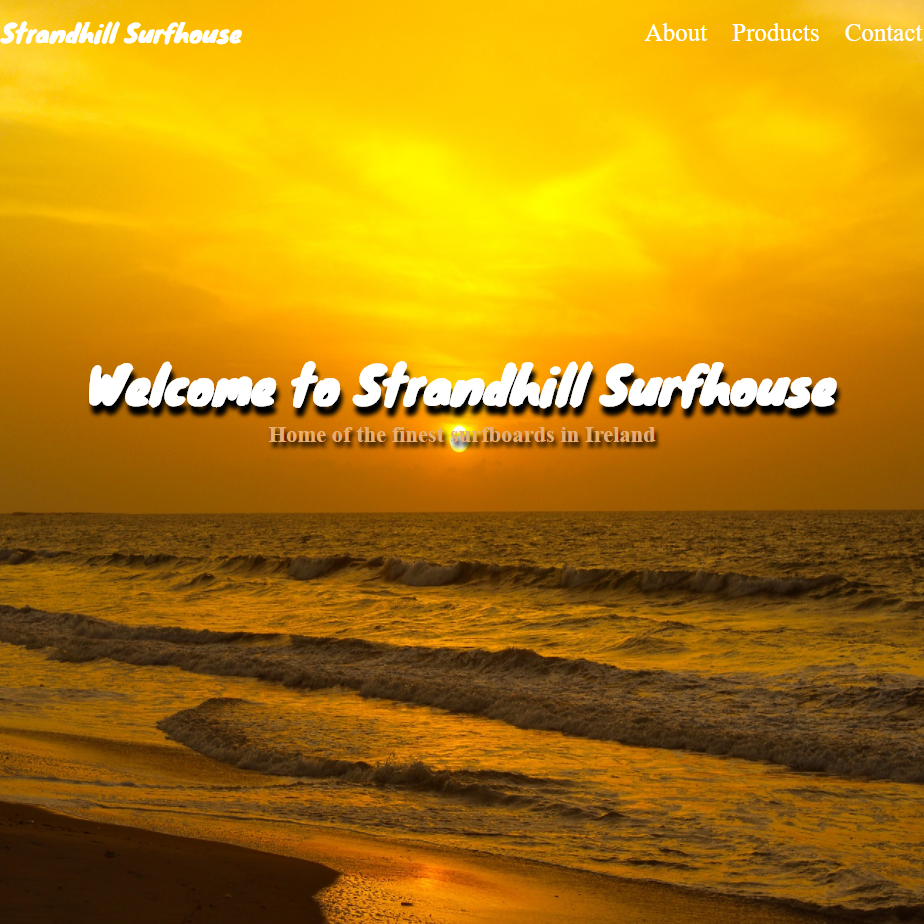 Strandhill Surfhouse
About Products Contact
Welcome to Strandhill Surfhouse
Home of the finest surfboards in Ireland